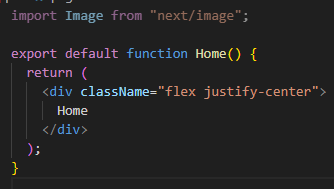 import Image from "next/image";
export default function Home() {
return (
<div className="flex justify-center">
Home
</div>
);
}